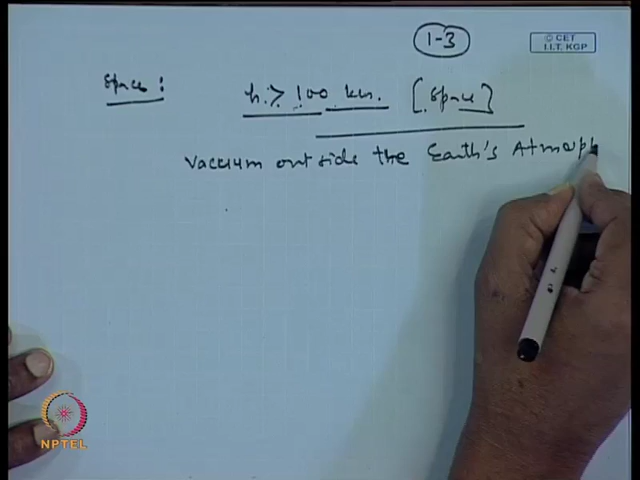 1-3
© CET
I.I.T. KGP
Space : h ≥ 100 km. [Space]
Vacuum outside the Earth's Atmosph
NPTEL